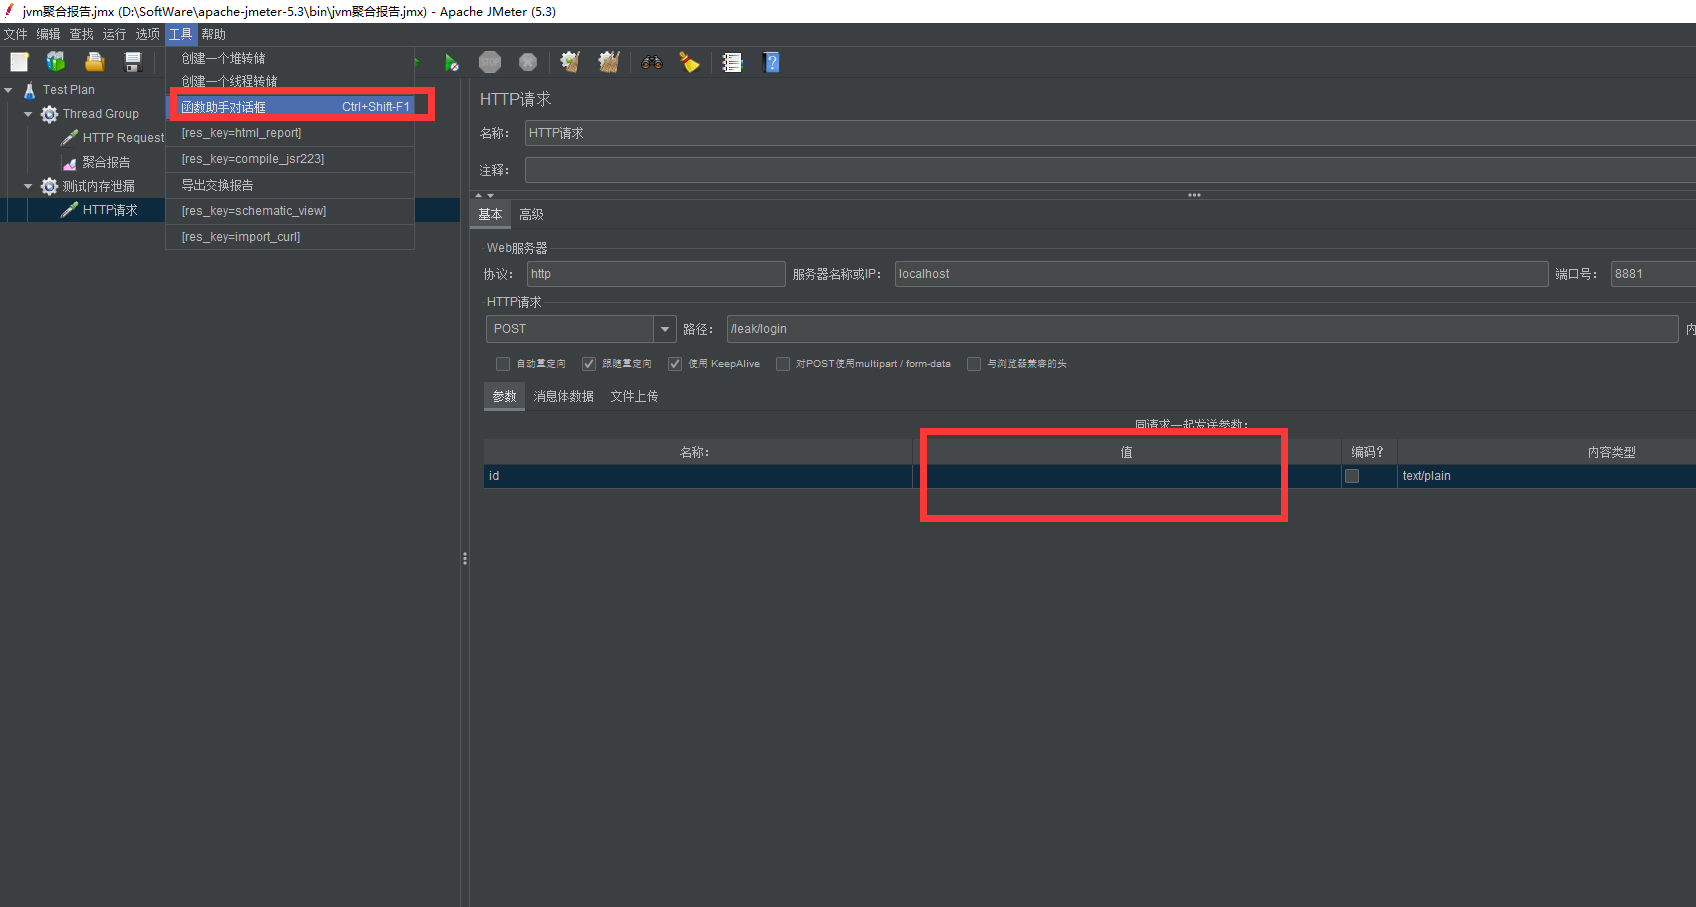 jvm聚合报告.jmx (D:\SoftWare\apache-jmeter-5.3\bin\jvm聚合报告.jmx) - Apache JMeter (5.3)
文件 编辑 查找 运行 选项 工具 帮助
创建一个堆转储
创建一个线程转储
函数助手对话框 Ctrl+Shift-F1
[res_key=html_report]
[res_key=compile_jsr223]
导出交换报告
[res_key=schematic_view]
[res_key=import_curl]
STOP
?
Test Plan
Thread Group
HTTP Request
聚合报告
测试内存泄漏
HTTP请求
HTTP请求
名称: HTTP请求
注释:
基本 高级
Web服务器
协议: http 服务器名称或IP: localhost 端口号: 8881
HTTP请求
POST 路径: /leak/login 内
自动重定向 跟随重定向 使用 KeepAlive 对POST使用multipart / form-data 与浏览器兼容的头
参数 消息体数据 文件上传
同请求一起发送参数:
名称: 值 编码? 内容类型
id text/plain